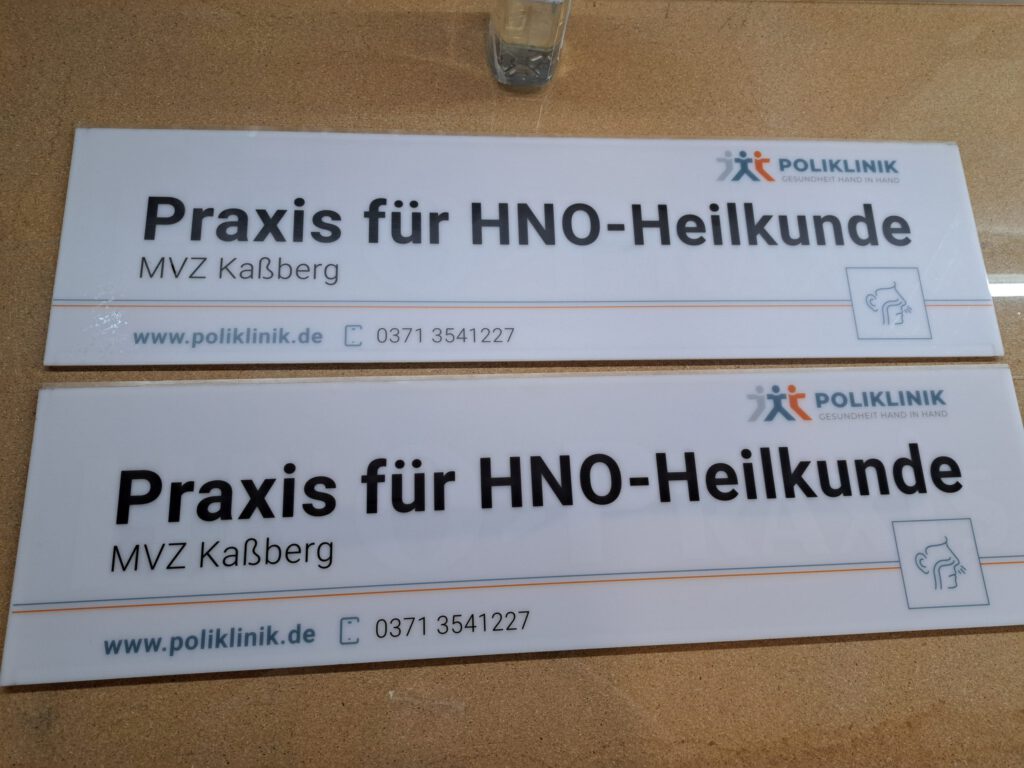 POLIKLINIK
GESUNDHEIT HAND IN HAND
Praxis für HNO-Heilkunde
MVZ Kaßberg
www.poliklinik.de 0371 3541227
POLIKLINIK
GESUNDHEIT HAND IN HAND
Praxis für HNO-Heilkunde
MVZ Kaßberg
www.poliklinik.de 0371 3541227